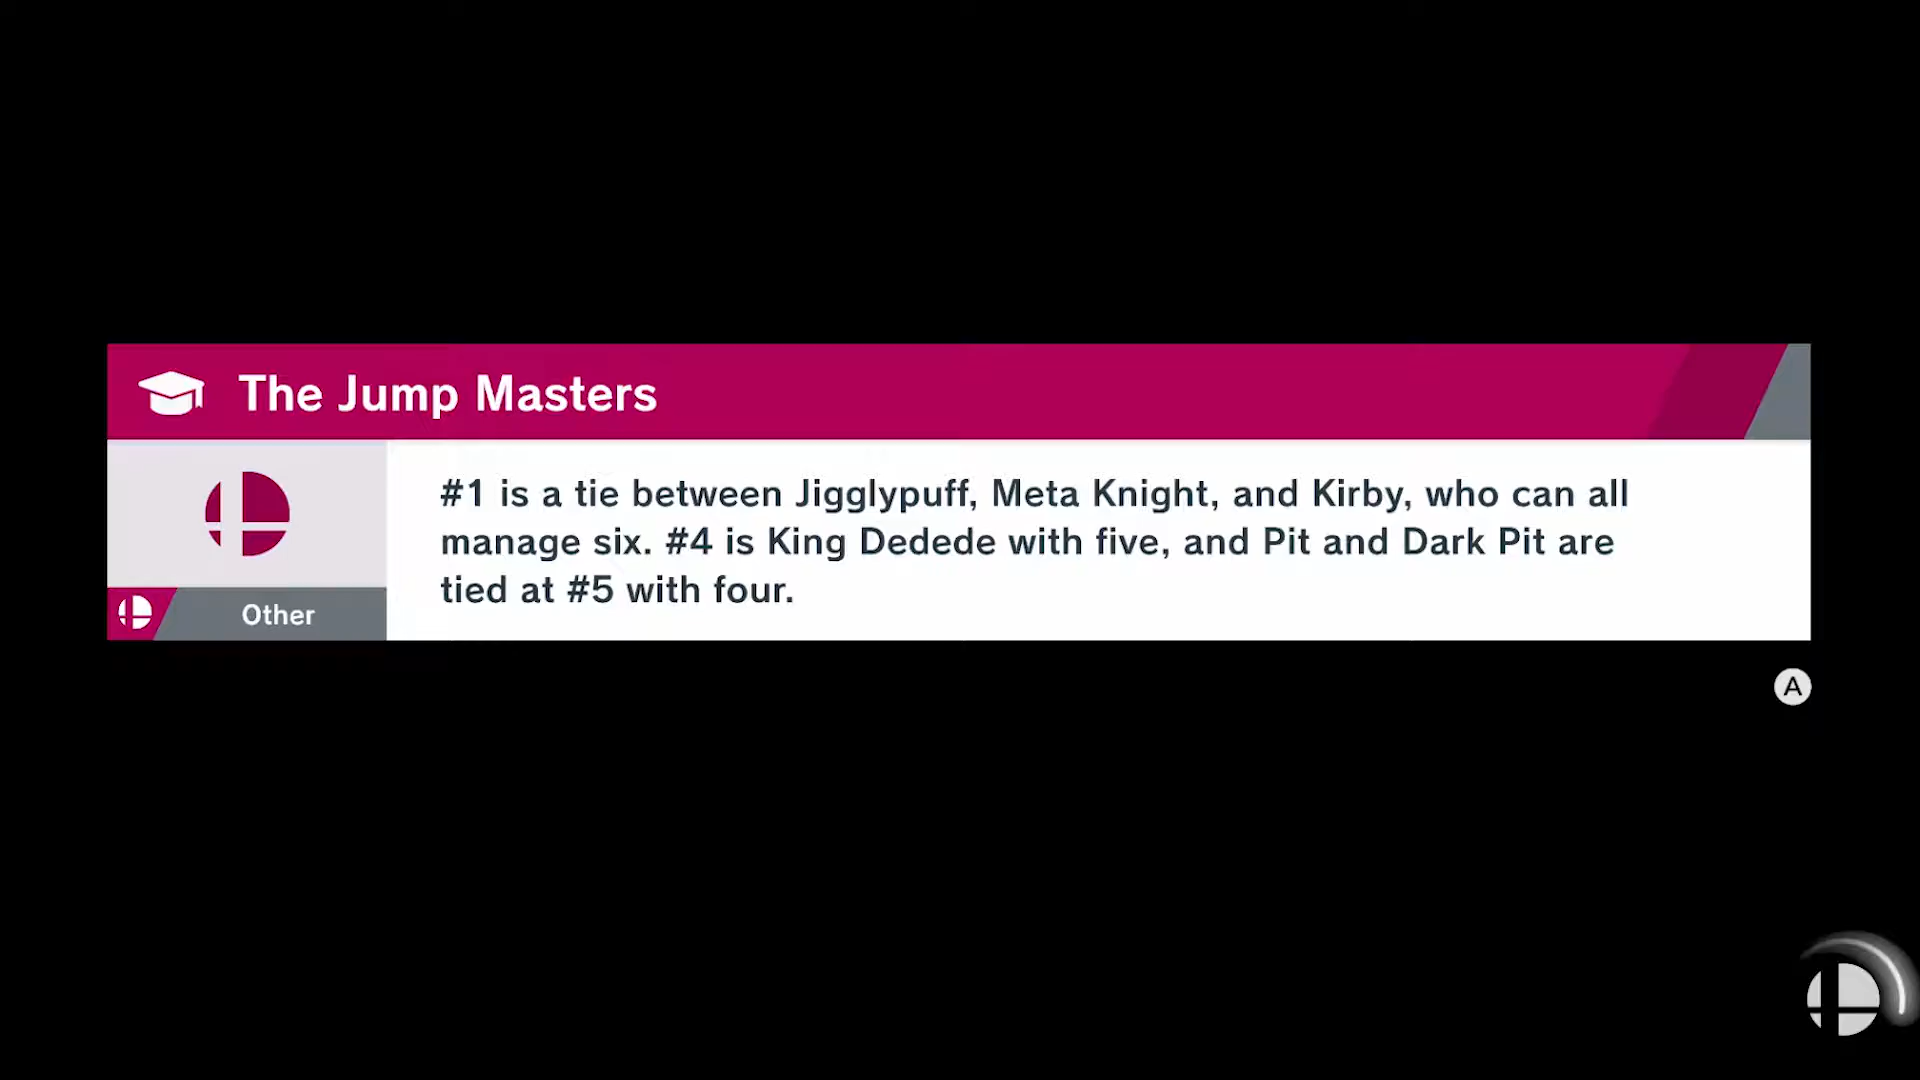 The Jump Masters
#1 is a tie between Jigglypuff, Meta Knight, and Kirby, who can all
manage six. #4 is King Dedede with five, and Pit and Dark Pit are
tied at #5 with four.
Other
A